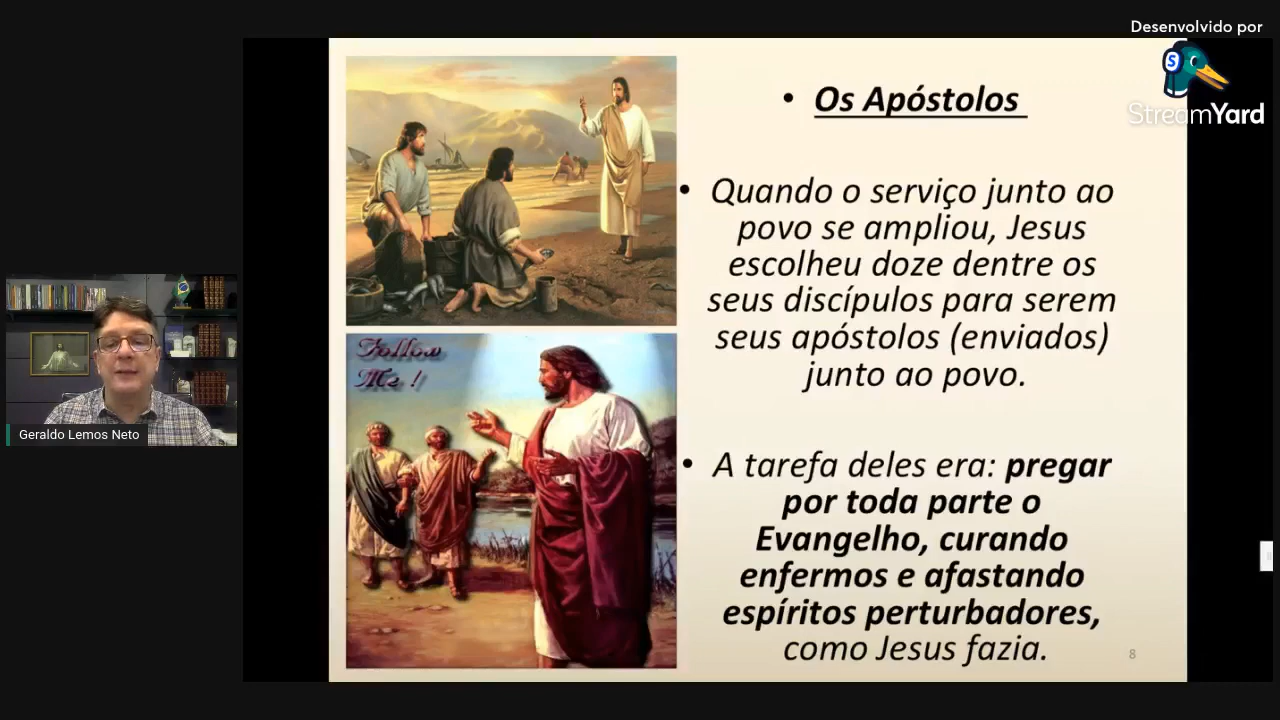 Desenvolvido por
StreamYard
• Os Apóstolos
• Quando o serviço junto ao
povo se ampliou, Jesus
escolheu doze dentre os
seus discípulos para serem
seus apóstolos (enviados)
junto ao povo.
Follow
Me !
• A tarefa deles era: pregar
por toda parte o
Evangelho, curando
enfermos e afastando
espíritos perturbadores,
como Jesus fazia.
8
Geraldo Lemos Neto